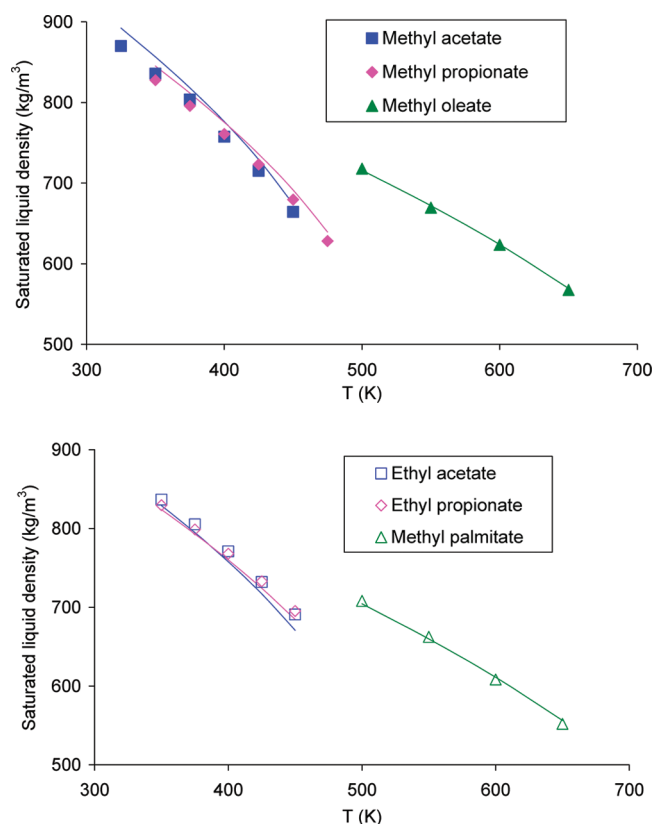 900
800
700
600
500
Saturated liquid density (kg/m³)
Methyl acetate
Methyl propionate
Methyl oleate
300 400 500 600 700
T (K)
900
800
700
600
500
Saturated liquid density (kg/m³)
Ethyl acetate
Ethyl propionate
Methyl palmitate
300 400 500 600 700
T (K)